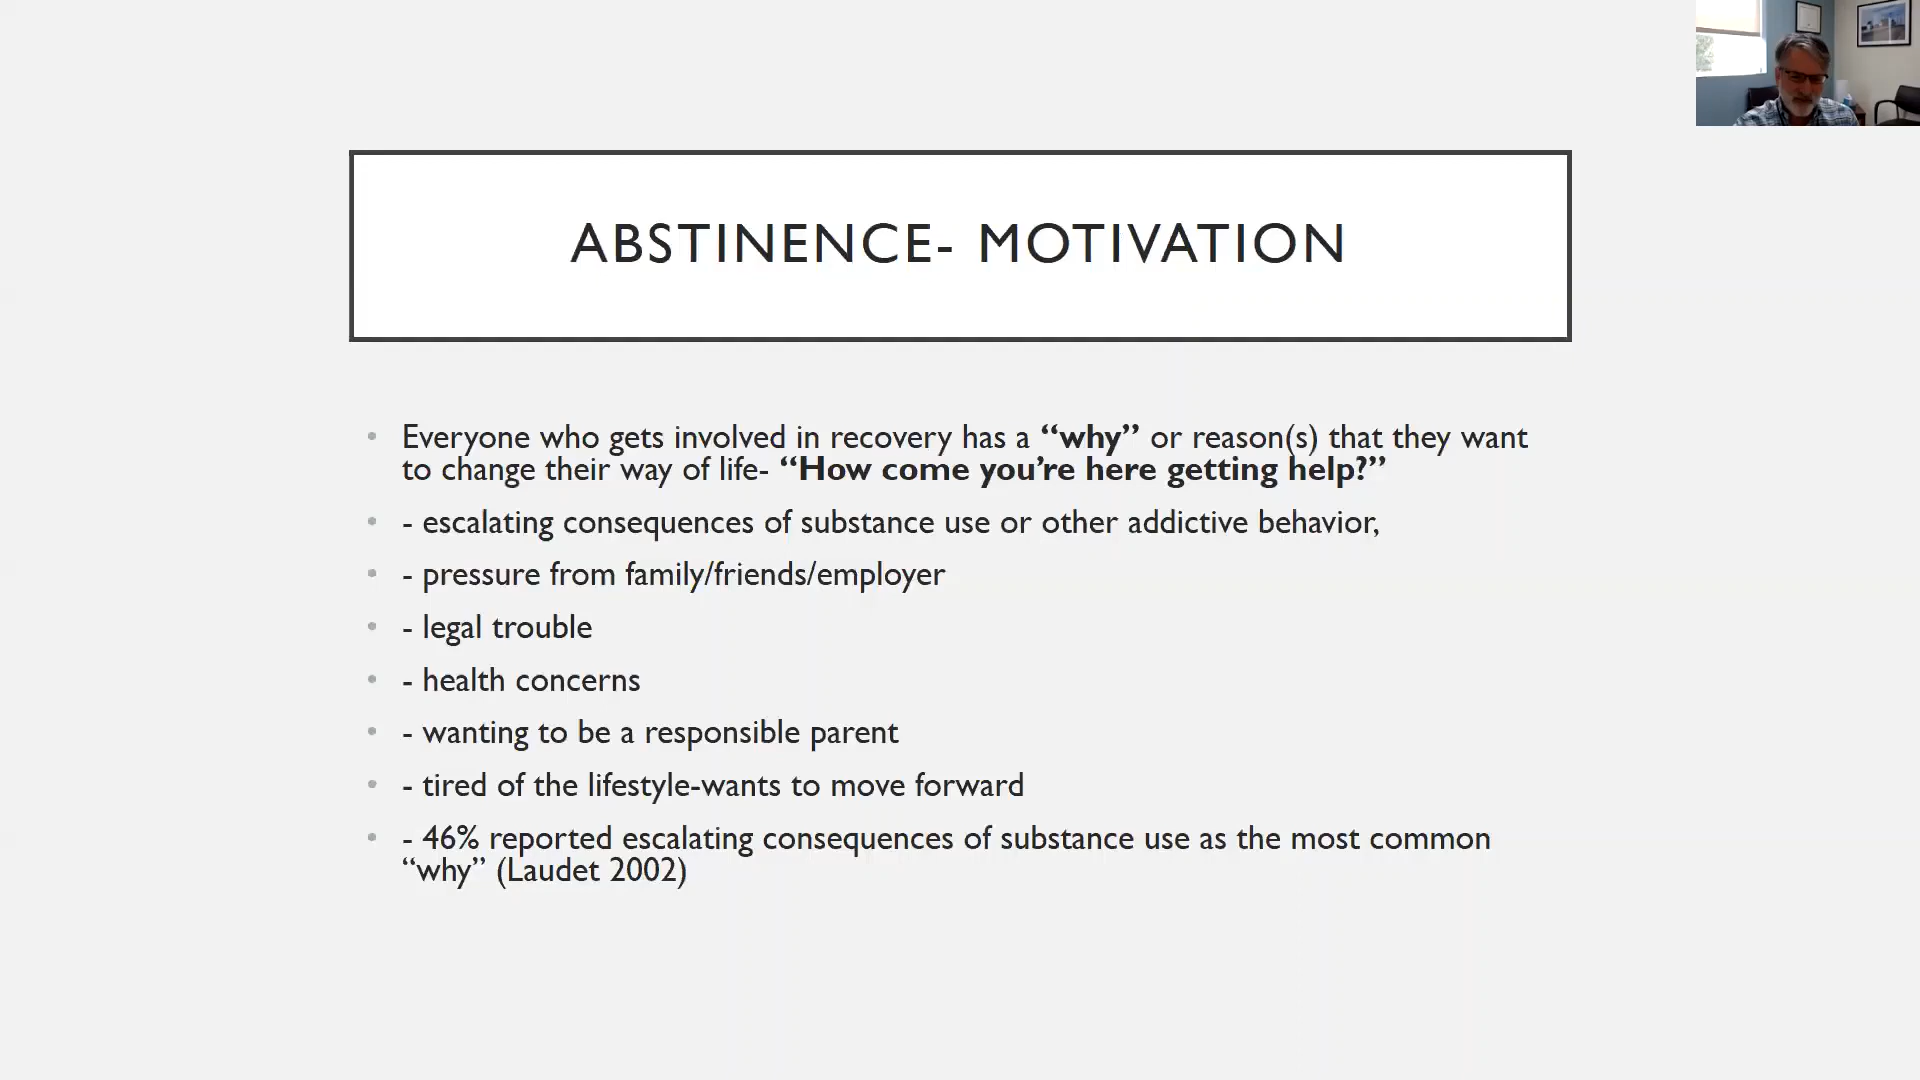 ABSTINENCE- MOTIVATION
• Everyone who gets involved in recovery has a “why” or reason(s) that they want
to change their way of life- “How come you’re here getting help?”
• - escalating consequences of substance use or other addictive behavior,
• - pressure from family/friends/employer
• - legal trouble
• - health concerns
• - wanting to be a responsible parent
• - tired of the lifestyle-wants to move forward
• - 46% reported escalating consequences of substance use as the most common
“why” (Laudet 2002)